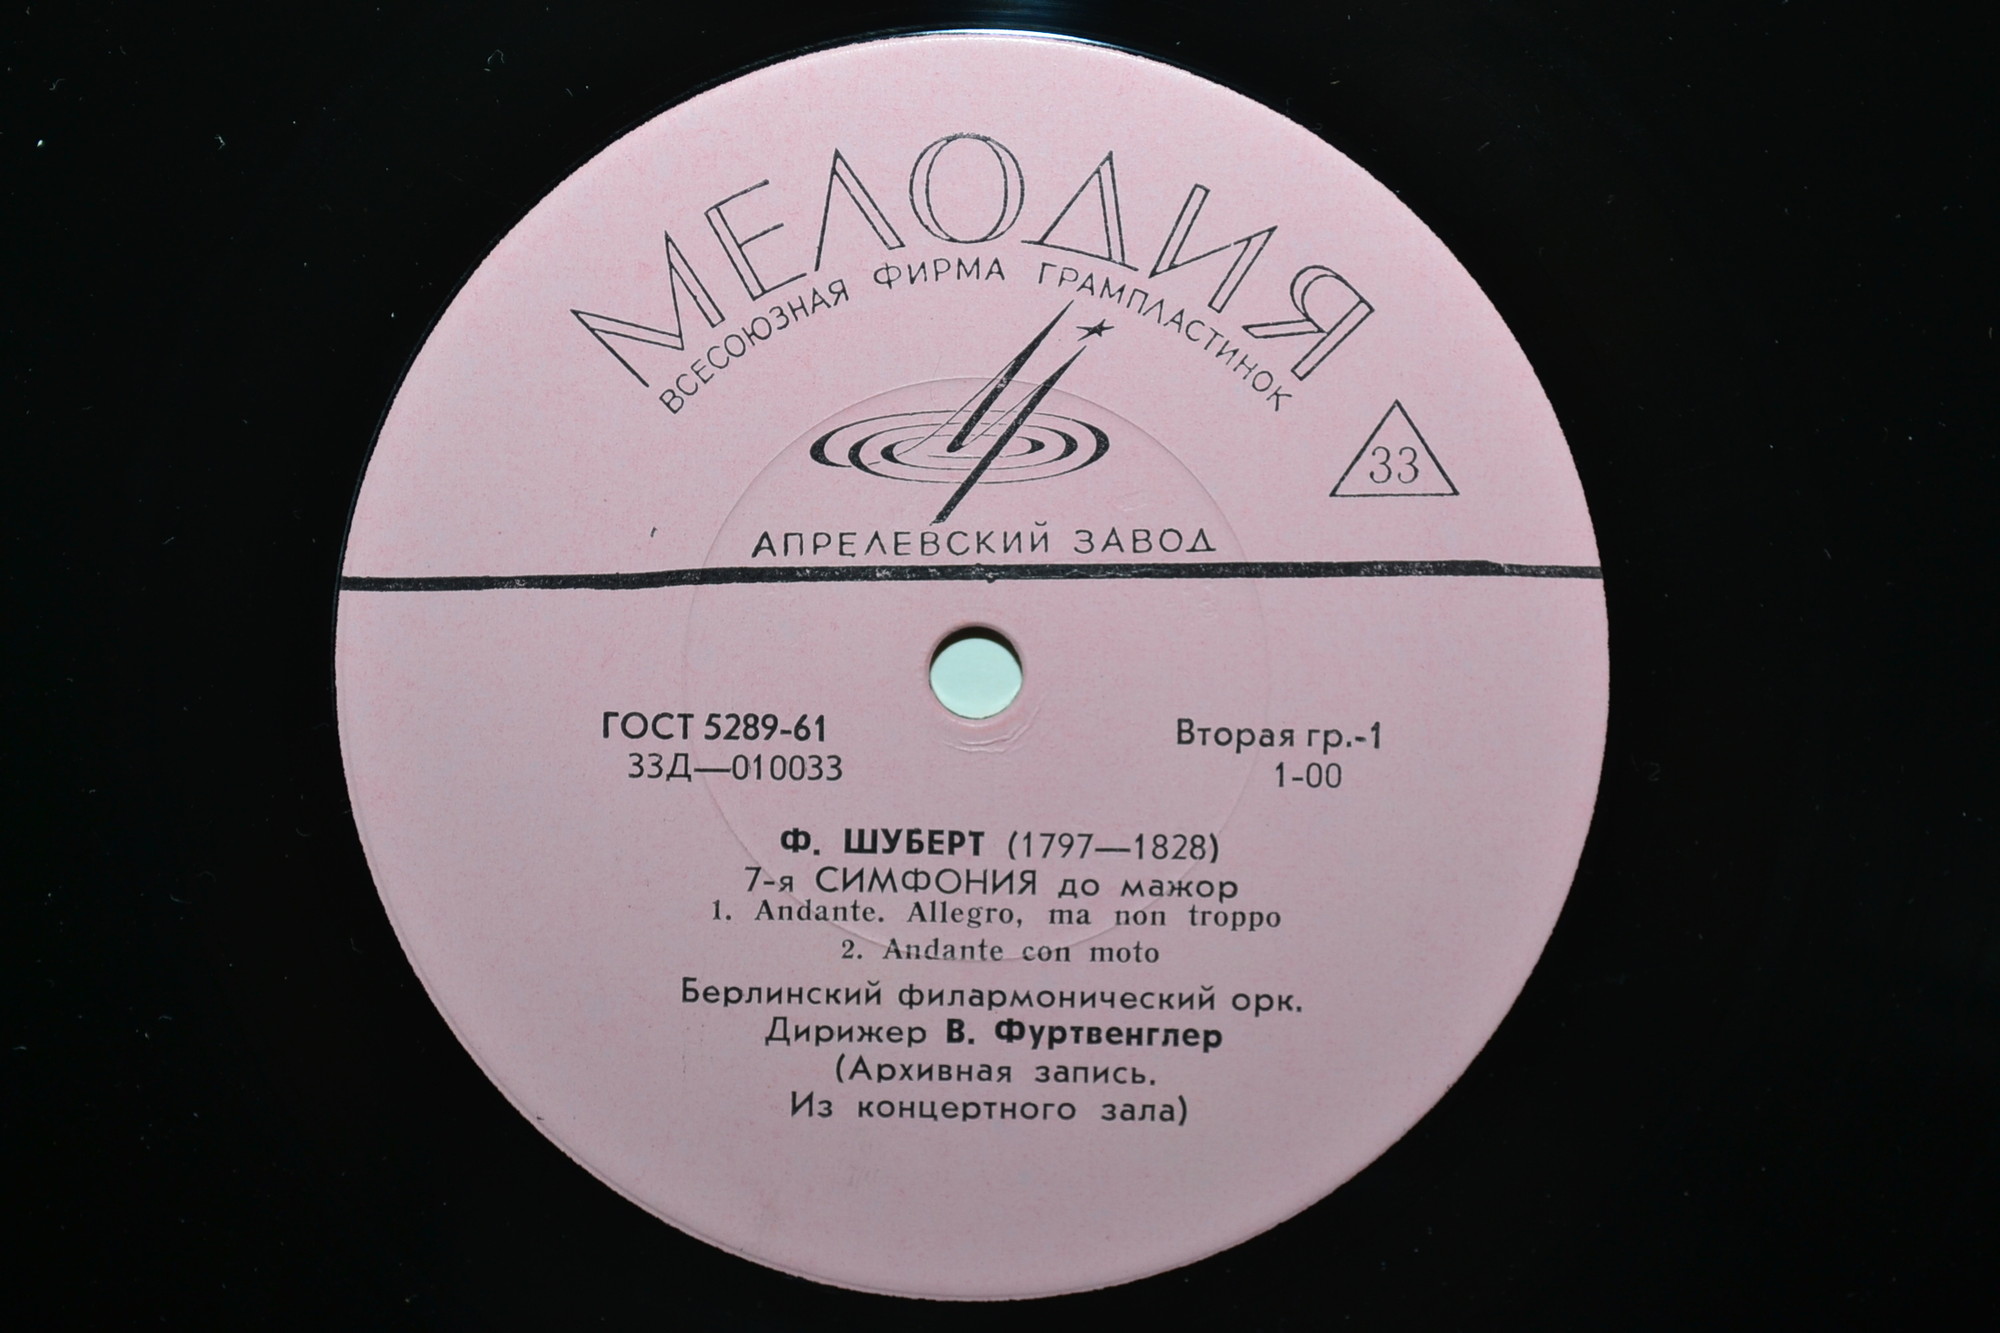 МЕЛОДИЯ
ВСЕСОЮЗНАЯ ФИРМА ГРАМПЛАСТИНОК
33
АПРЕЛЕВСКИЙ ЗАВОД
ГОСТ 5289-61
33Д—010033
Вторая гр.-1
1-00
Ф. ШУБЕРТ (1797—1828)
7-я СИМФОНИЯ до мажор
1. Andante. Allegro, ma non troppo
2. Andante con moto
Берлинский филармонический орк.
Дирижер В. Фуртвенглер
(Архивная запись.
Из концертного зала)